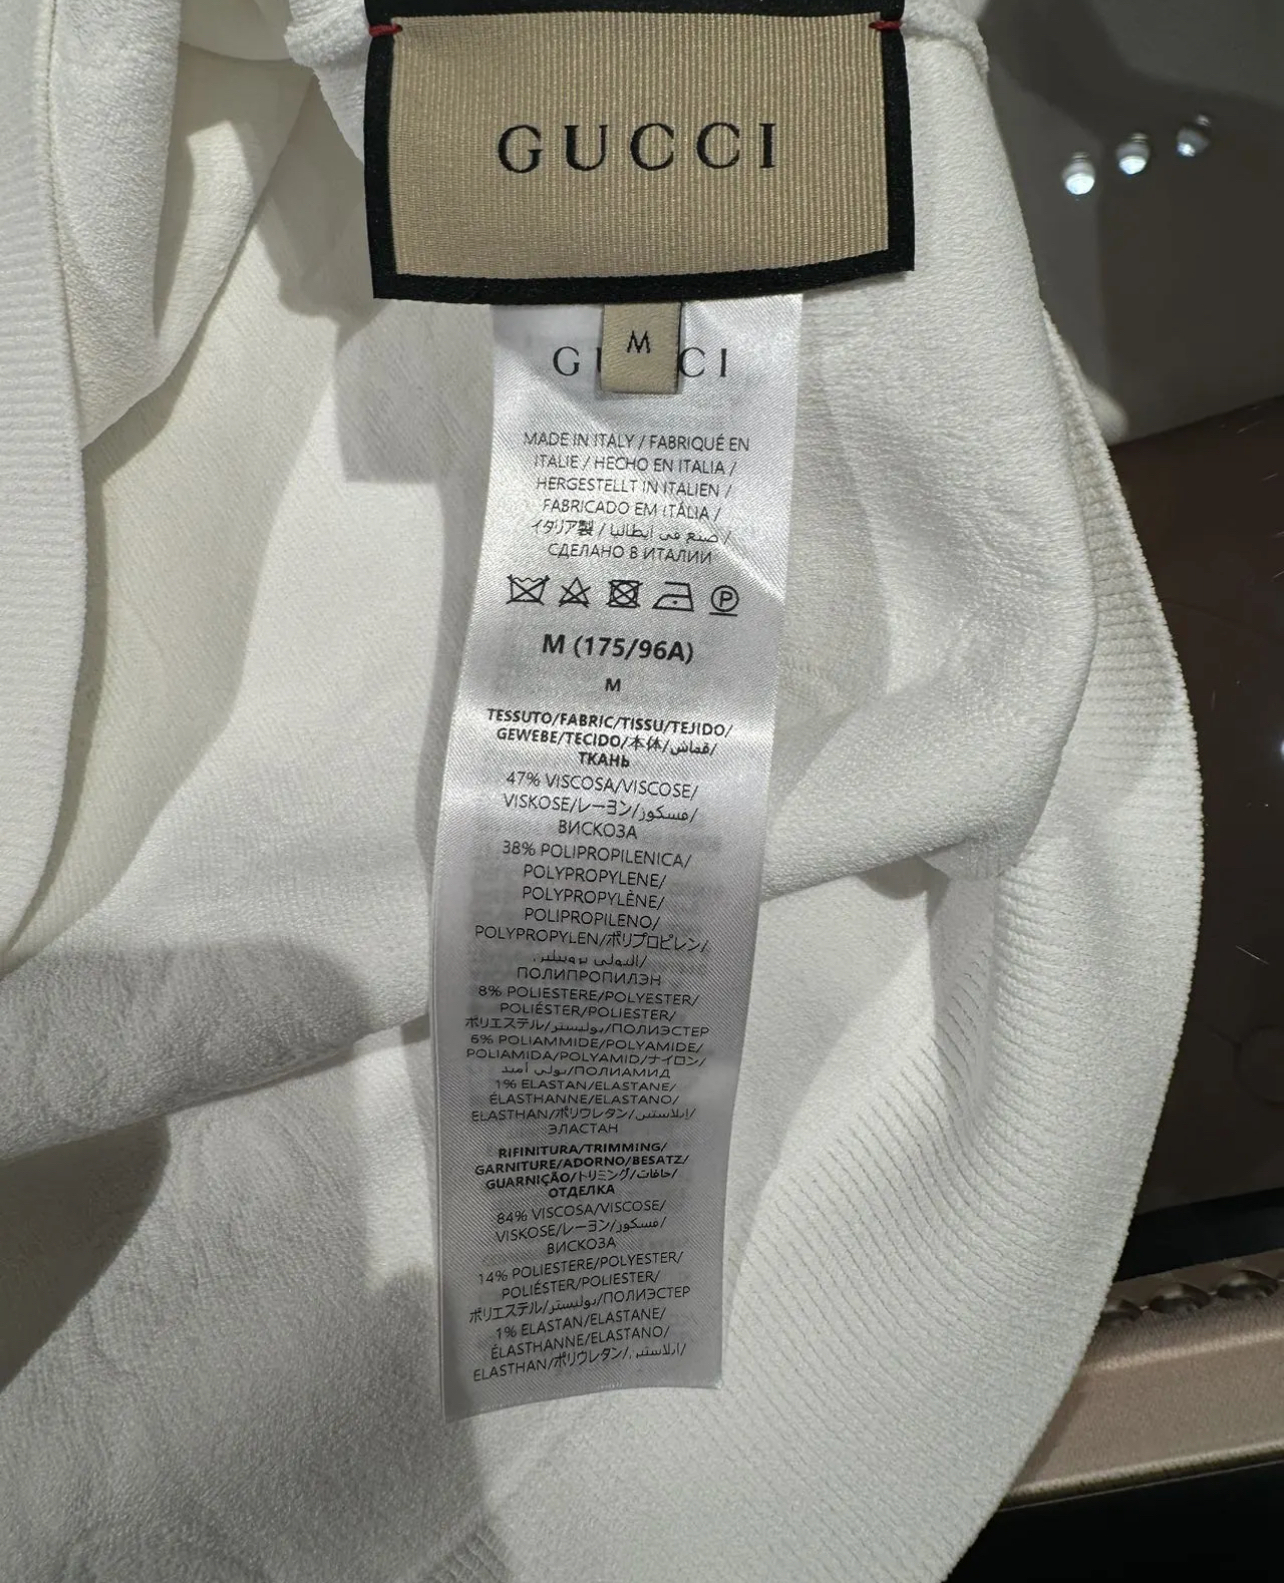 GUCCI
M
MADE IN ITALY / FABRIQUÉ EN
ITALIE / HECHO EN ITALIA /
HERGESTELLT IN ITALIEN /
FABRICADO EM ITÁLIA /
イタリア製 / صنع في ايطاليا /
СДЕЛАНО В ИТАЛИИ
P
M (175/96A)
M
TESSUTO/FABRIC/TISSU/TEJIDO/
GEWEBE/TECIDO/本体/قماش/
ТКАНЬ
47% VISCOSA/VISCOSE/
VISKOSE/レーヨン/فسكوز/
ВИСКОЗА
38% POLIPROPILENICA/
POLYPROPYLENE/
POLYPROPYLÈNE/
POLIPROPILENO/
POLYPROPYLEN/ポリプロピレン/
البولي بروبيلين/
ПОЛИПРОПИЛЭН
8% POLIESTERE/POLYESTER/
POLIÉSTER/POLIESTER/
ポリエステル/بوليستر/ПОЛИЭСТЕР
6% POLIAMMIDE/POLYAMIDE/
POLIAMIDA/POLYAMID/ナイロン/
بولي أميد/ПОЛИАМИД
1% ELASTAN/ELASTANE/
ÉLASTHANNE/ELASTANO/
ELASTHAN/ポリウレタン/إيلاستين/
ЭЛАСТАН
RIFINITURA/TRIMMING/
GARNITURE/ADORNO/BESATZ/
GUARNIÇÃO/トリミング/حافات/
ОТДЕЛКА
84% VISCOSA/VISCOSE/
VISKOSE/レーヨン/فسكوز/
ВИСКОЗА
14% POLIESTERE/POLYESTER/
POLIÉSTER/POLIESTER/
ポリエステル/بوليستر/ПОЛИЭСТЕР
1% ELASTAN/ELASTANE/
ÉLASTHANNE/ELASTANO/
ELASTHAN/ポリウレタン/إيلاستين/